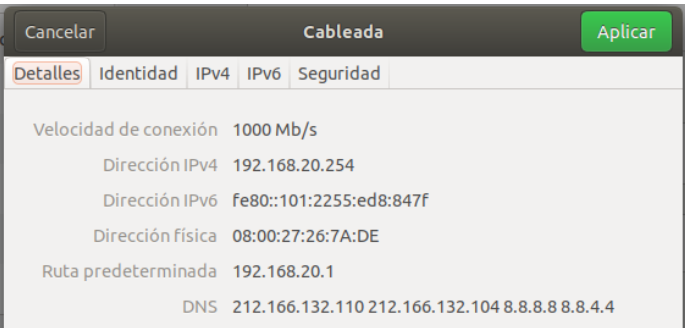 Cancelar Cableada Aplicar
Detalles Identidad IPv4 IPv6 Seguridad
Velocidad de conexión 1000 Mb/s
Dirección IPv4 192.168.20.254
Dirección IPv6 fe80::101:2255:ed8:847f
Dirección física 08:00:27:26:7A:DE
Ruta predeterminada 192.168.20.1
DNS 212.166.132.110 212.166.132.104 8.8.8.8 8.8.4.4